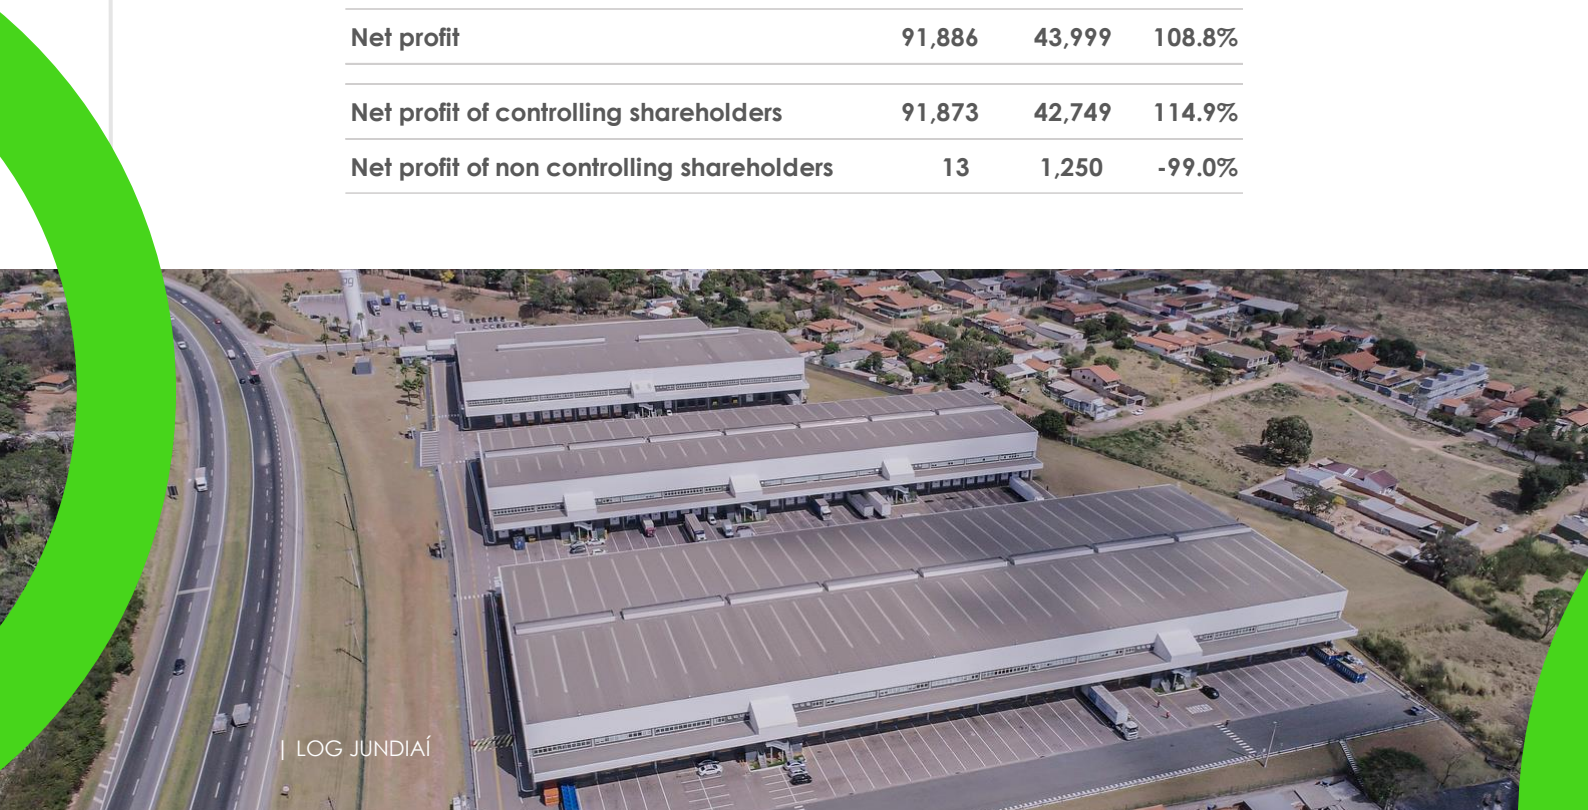 Net profit 91,886 43,999 108.8%
Net profit of controlling shareholders 91,873 42,749 114.9%
Net profit of non controlling shareholders 13 1,250 -99.0%
| LOG JUNDIAÍ